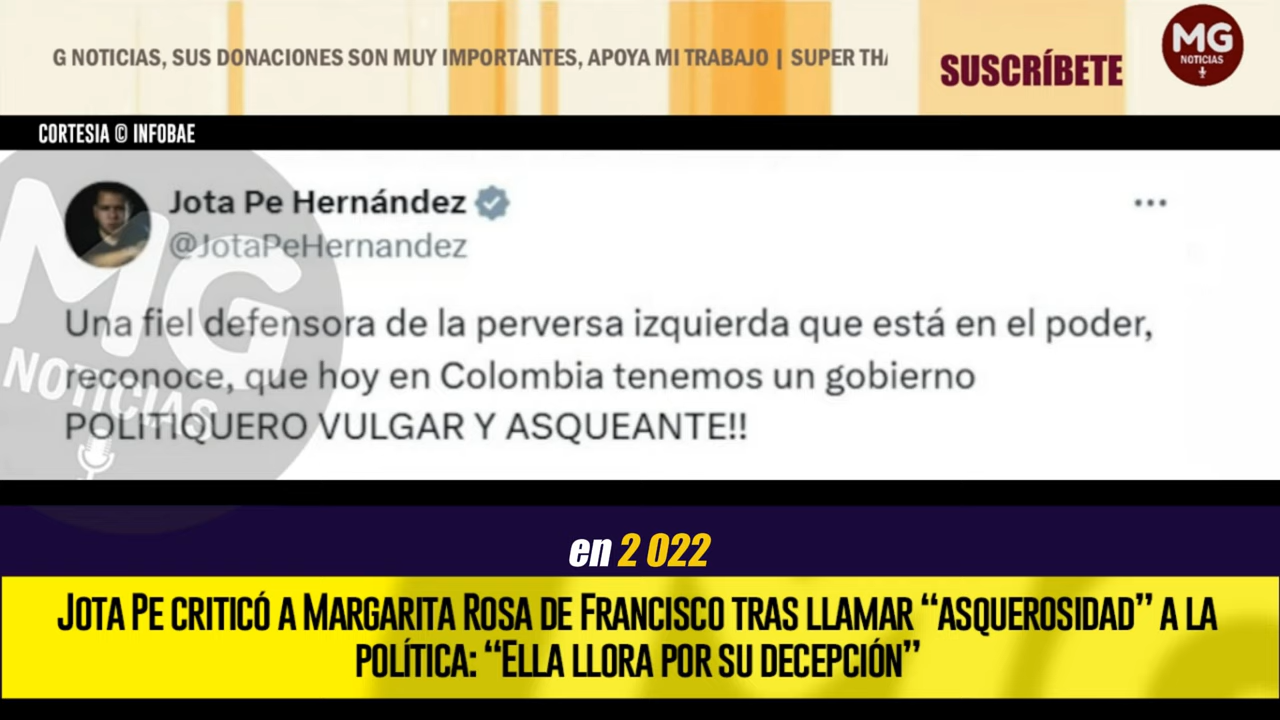 G NOTICIAS, SUS DONACIONES SON MUY IMPORTANTES, APOYA MI TRABAJO | SUPER
SUSCRÍBETE
MG
NOTICIAS
CORTESIA © INFOBAE
Jota Pe Hernández
@JotaPeHernandez
Una fiel defensora de la perversa izquierda que está en el poder,
reconoce, que hoy en Colombia tenemos un gobierno
POLITIQUERO VULGAR Y ASQUEANTE!!
MG
NOTICIAS
en 2 022
JOTA PE CRITICÓ A MARGARITA ROSA DE FRANCISCO TRAS LLAMAR “ASQUEROSIDAD” A LA
POLÍTICA: “ELLA LLORA POR SU DECEPCIÓN”